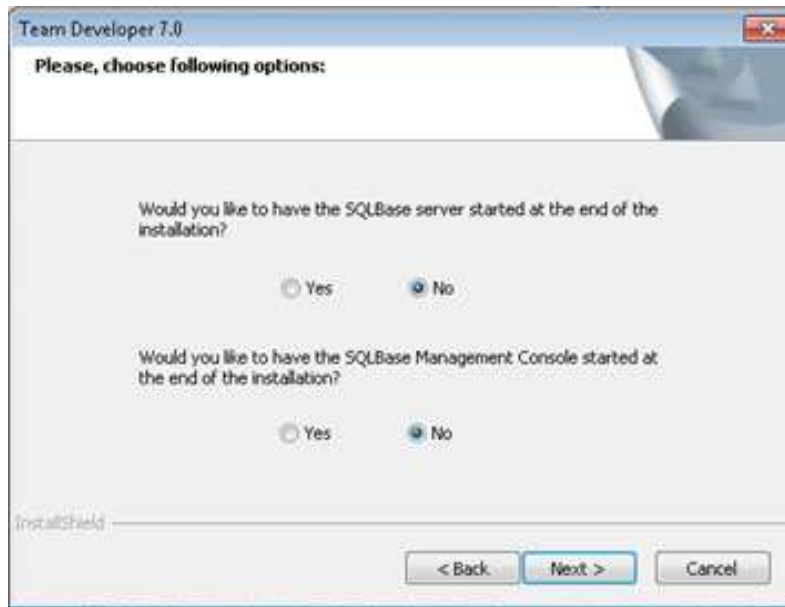 Team Developer 7.0
Please, choose following options:
Would you like to have the SQLBase server started at the end of the
installation?
Yes No
Would you like to have the SQLBase Management Console started at
the end of the installation?
Yes No
InstallShield
< Back Next > Cancel